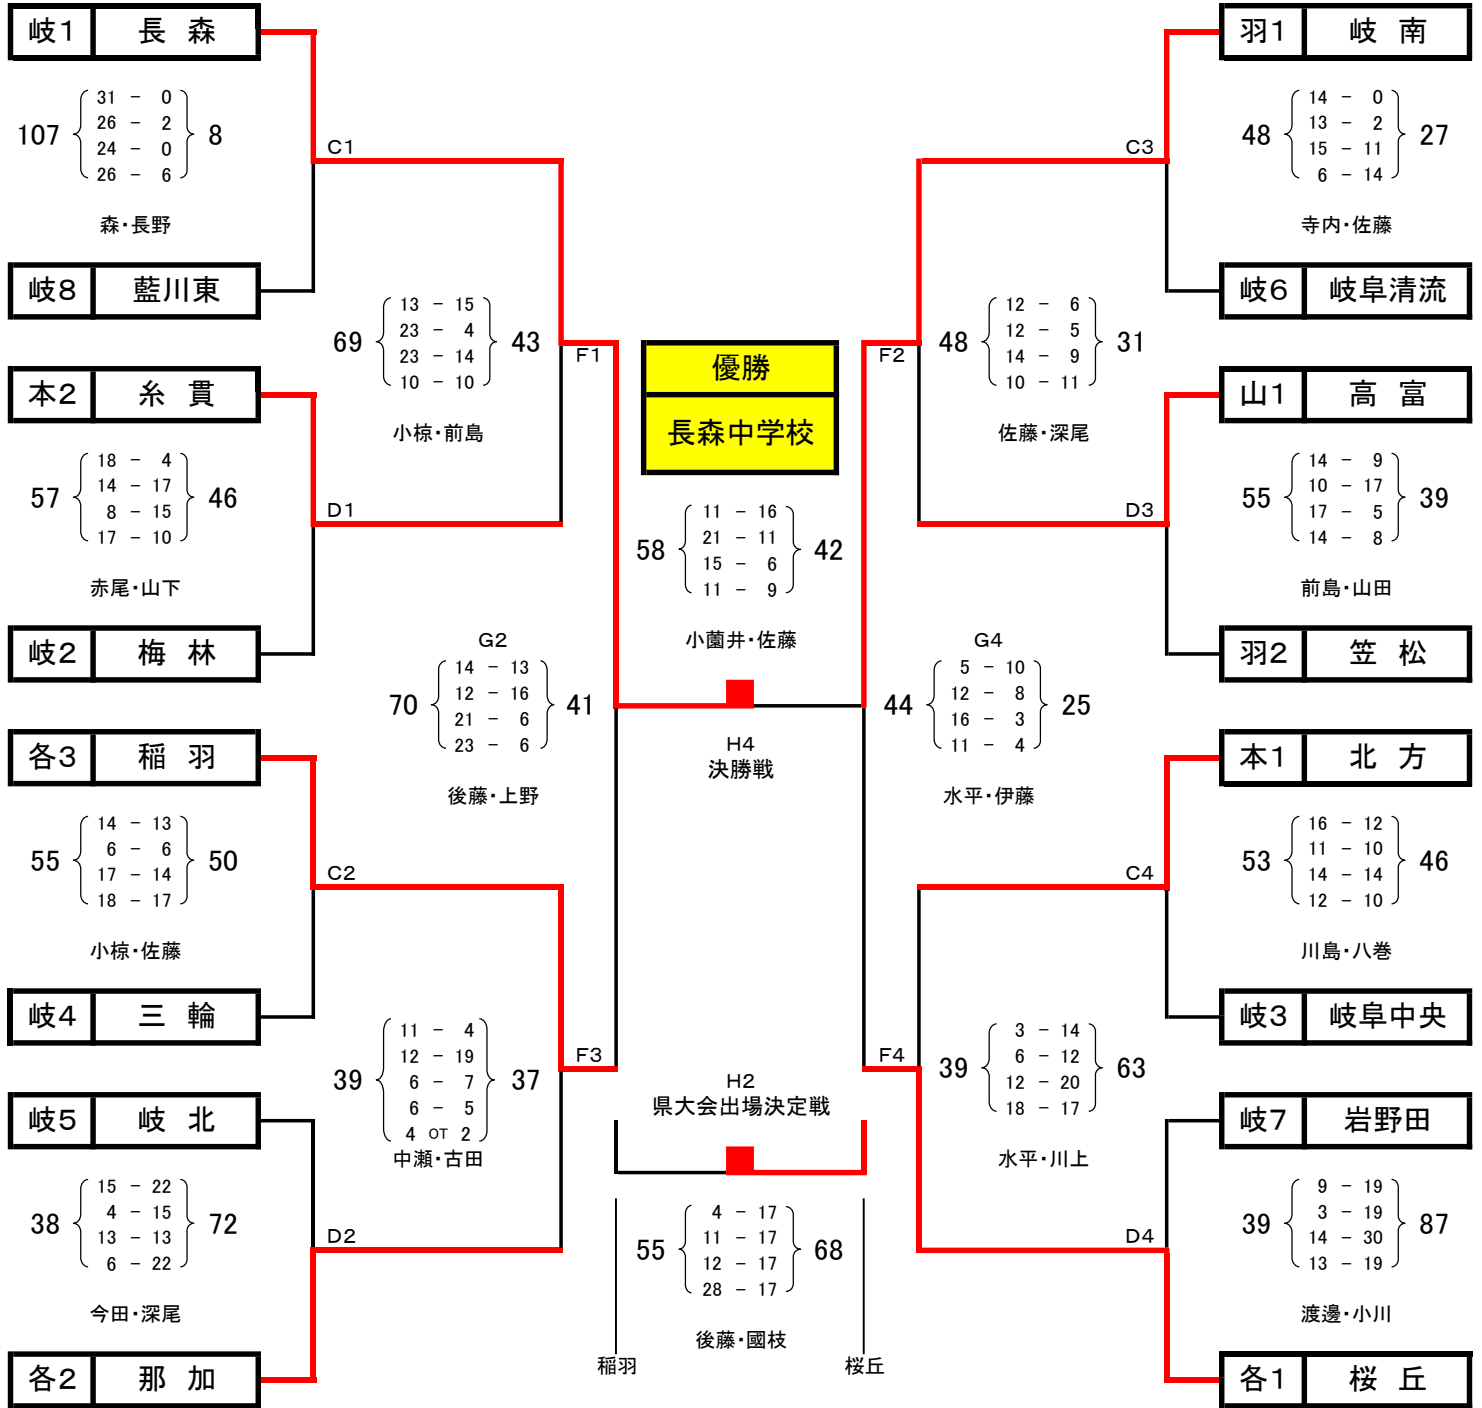 岐1 長 森
31 - 0
26 - 2
107 8
24 - 0
26 - 6
C1
森・長野
岐8 藍川東
13 - 15
23 - 4
69 43
23 - 14
10 - 10
F1
小椋・前島
本2 糸 貫
18 - 4
14 - 17
57 46
8 - 15
17 - 10
D1
赤尾・山下
岐2 梅 林
G2
14 - 13
12 - 16
70 41
21 - 6
23 - 6
後藤・上野
各3 稲 羽
14 - 13
6 - 6
55 50
17 - 14
18 - 17
C2
小椋・佐藤
岐4 三 輪
11 - 4
12 - 19
39 6 - 7 37
6 - 5
4 OT 2
F3
中瀬・古田
岐5 岐 北
15 - 22
4 - 15
38 72
13 - 13
6 - 22
D2
今田・深尾
各2 那 加
優勝
長森中学校
11 - 16
21 - 11
58 42
15 - 6
11 - 9
小薗井・佐藤
H4
決勝戦
H2
県大会出場決定戦
4 - 17
11 - 17
55 68
12 - 17
28 - 17
後藤・國枝
稲羽 桜丘
羽1 岐 南
14 - 0
13 - 2
48 27
15 - 11
6 - 14
C3
寺内・佐藤
岐6 岐阜清流
12 - 6
12 - 5
48 31
14 - 9
10 - 11
F2
佐藤・深尾
山1 高 富
14 - 9
10 - 17
55 39
17 - 5
14 - 8
D3
前島・山田
羽2 笠 松
G4
5 - 10
12 - 8
44 25
16 - 3
11 - 4
水平・伊藤
本1 北 方
16 - 12
11 - 10
53 46
14 - 14
12 - 10
C4
川島・八巻
岐3 岐阜中央
3 - 14
6 - 12
39 63
12 - 20
18 - 17
F4
水平・川上
岐7 岩野田
9 - 19
3 - 19
39 87
14 - 30
13 - 19
D4
渡邊・小川
各1 桜 丘